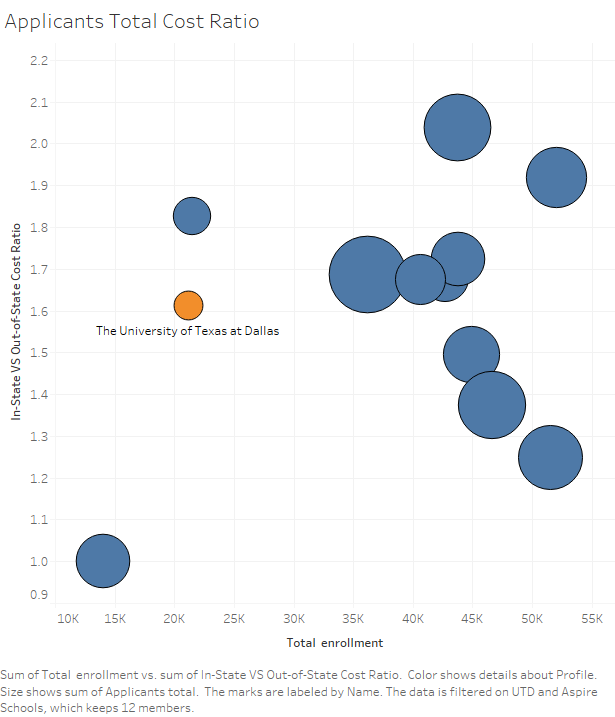 Applicants Total Cost Ratio
2.2
2.1
2.0
1.9
1.8
1.7
1.6
1.5
1.4
1.3
1.2
1.1
1.0
0.9
In-State VS Out-of-State Cost Ratio
The University of Texas at Dallas
10K 15K 20K 25K 30K 35K 40K 45K 50K 55K
Total enrollment
Sum of Total enrollment vs. sum of In-State VS Out-of-State Cost Ratio. Color shows details about Profile.
Size shows sum of Applicants total. The marks are labeled by Name. The data is filtered on UTD and Aspire
Schools, which keeps 12 members.